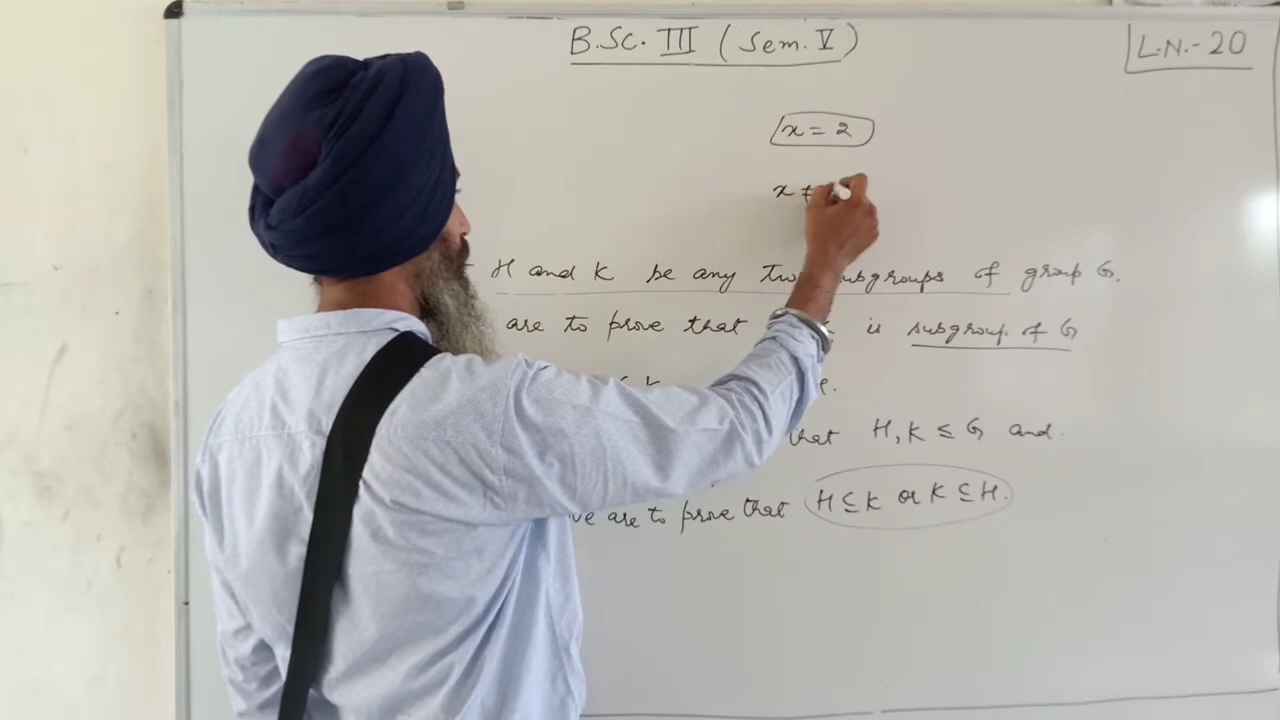 B.Sc. III (Sem. V)
L.N.-20
x = 2
x ≠
H and K be any two subgroups of group G.
are to prove that is subgroup of G
that H, K ≤ G and
we are to prove that H ⊆ K or K ⊆ H.